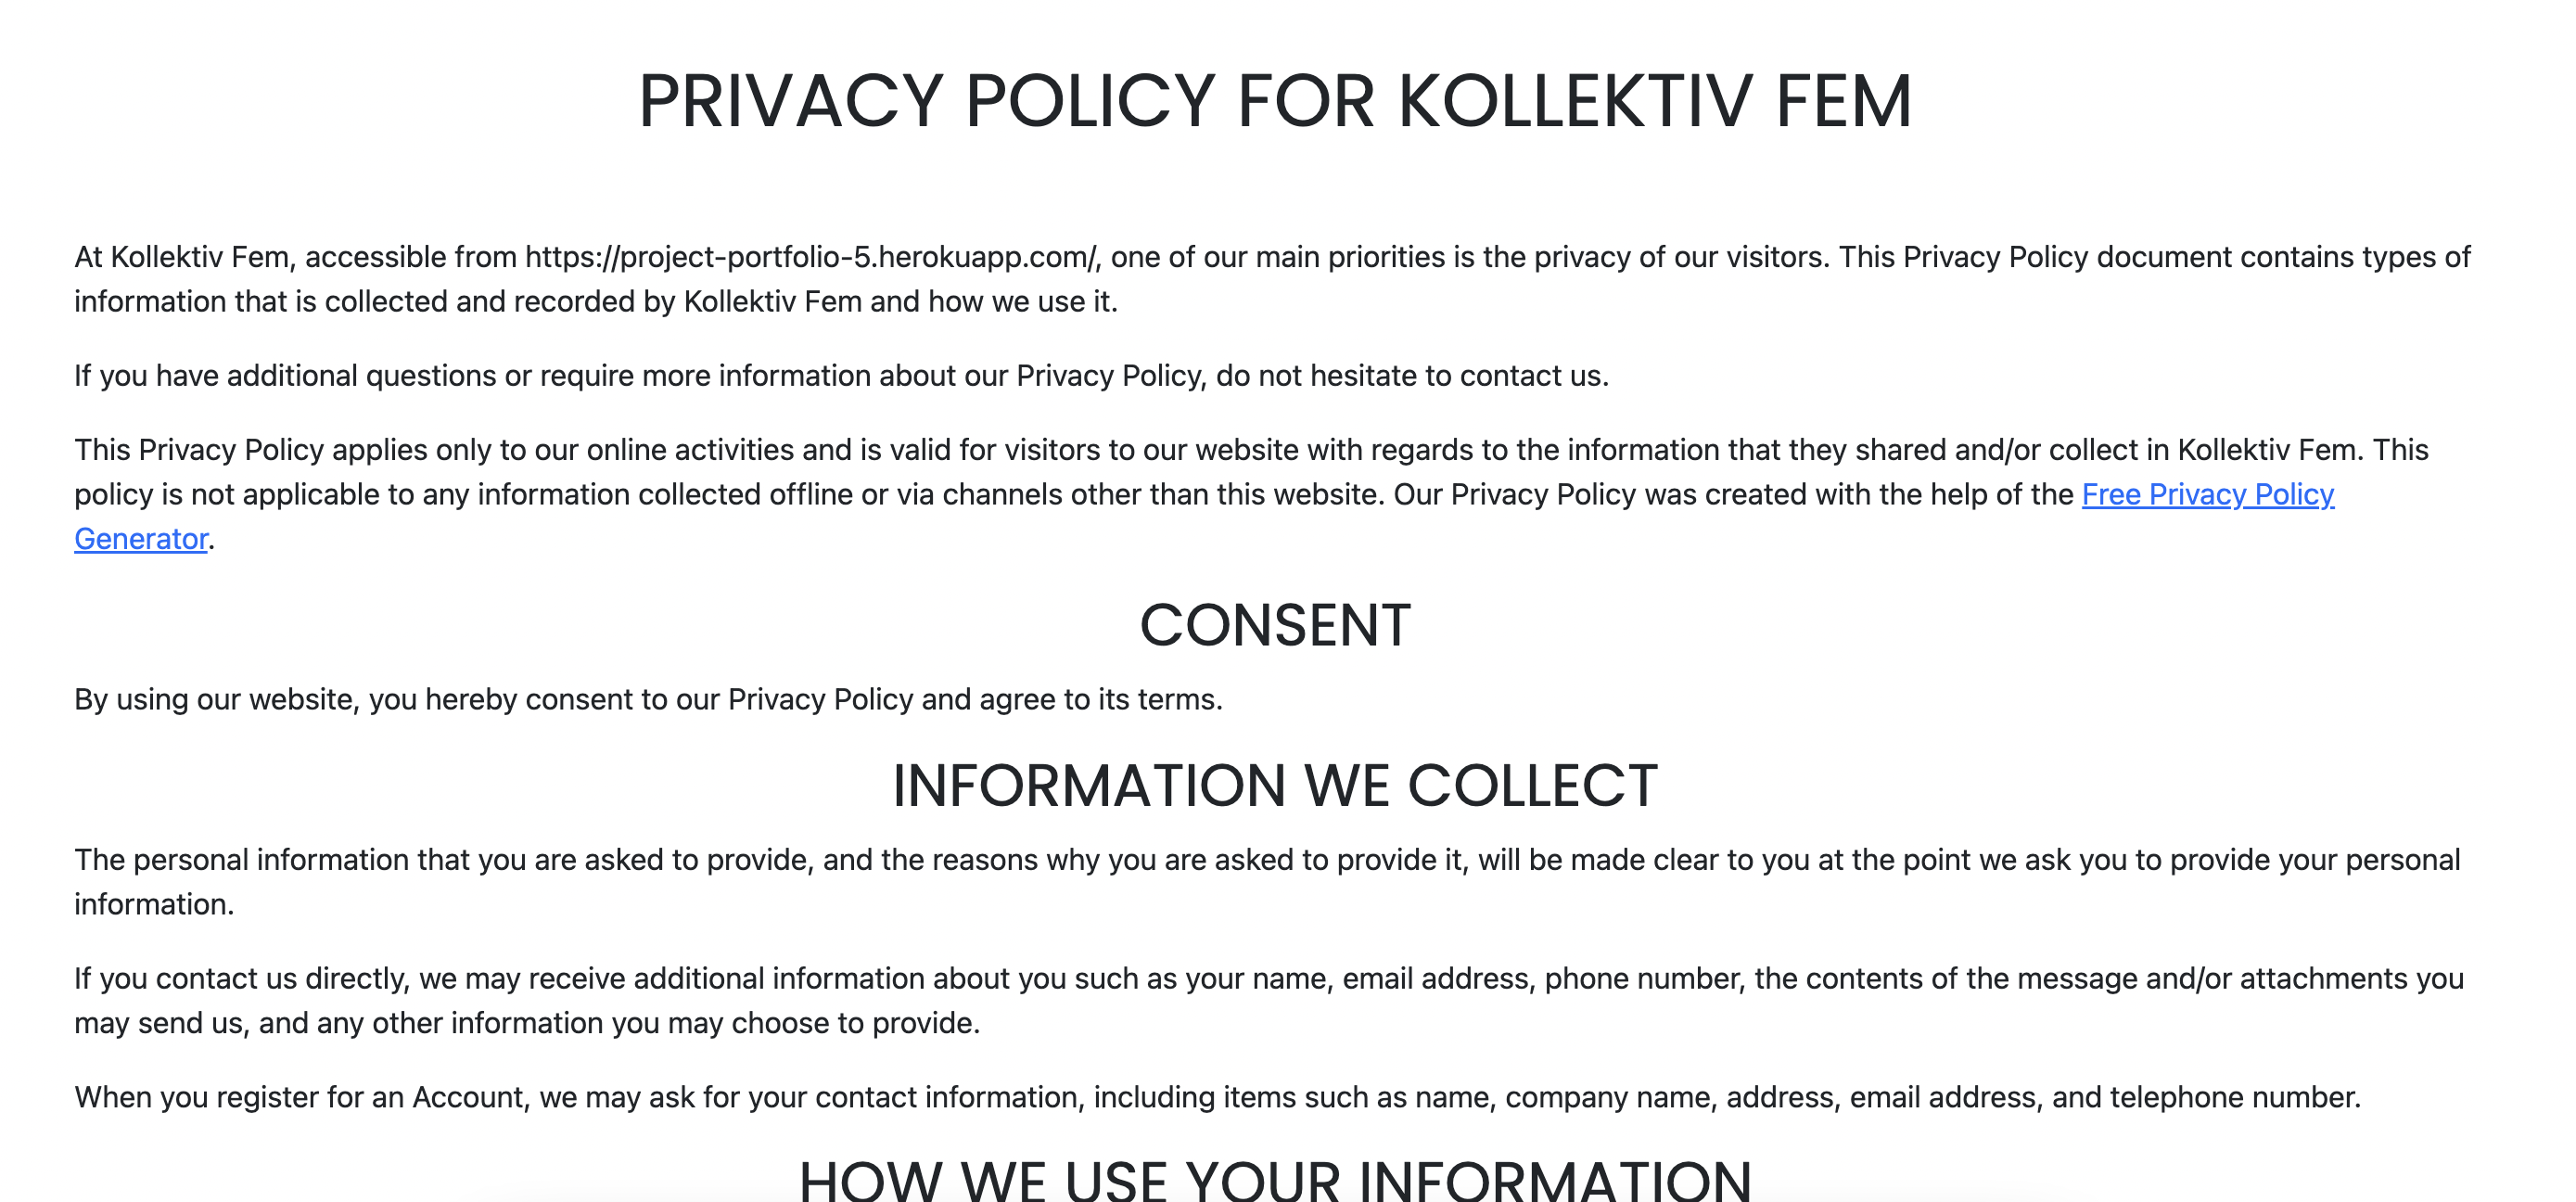 PRIVACY POLICY FOR KOLLEKTIV FEM
At Kollektiv Fem, accessible from https://project-portfolio-5.herokuapp.com/, one of our main priorities is the privacy of our visitors. This Privacy Policy document contains types of
information that is collected and recorded by Kollektiv Fem and how we use it.
If you have additional questions or require more information about our Privacy Policy, do not hesitate to contact us.
This Privacy Policy applies only to our online activities and is valid for visitors to our website with regards to the information that they shared and/or collect in Kollektiv Fem. This
policy is not applicable to any information collected offline or via channels other than this website. Our Privacy Policy was created with the help of the Free Privacy Policy
Generator.
CONSENT
By using our website, you hereby consent to our Privacy Policy and agree to its terms.
INFORMATION WE COLLECT
The personal information that you are asked to provide, and the reasons why you are asked to provide it, will be made clear to you at the point we ask you to provide your personal
information.
If you contact us directly, we may receive additional information about you such as your name, email address, phone number, the contents of the message and/or attachments you
may send us, and any other information you may choose to provide.
When you register for an Account, we may ask for your contact information, including items such as name, company name, address, email address, and telephone number.
HOW WE USE YOUR INFORMATION